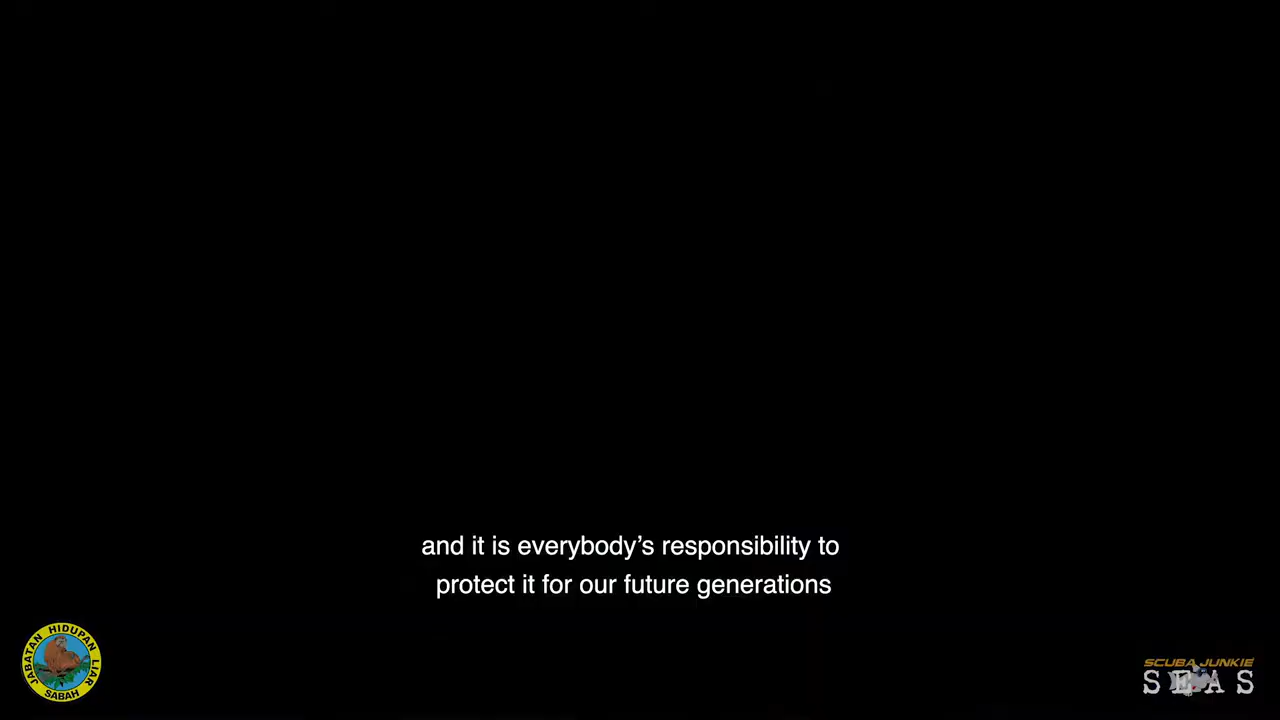 and it is everybody’s responsibility to
protect it for our future generations
JABATAN HIDUPAN LIAR
SABAH
SCUBA JUNKIE
SEAS